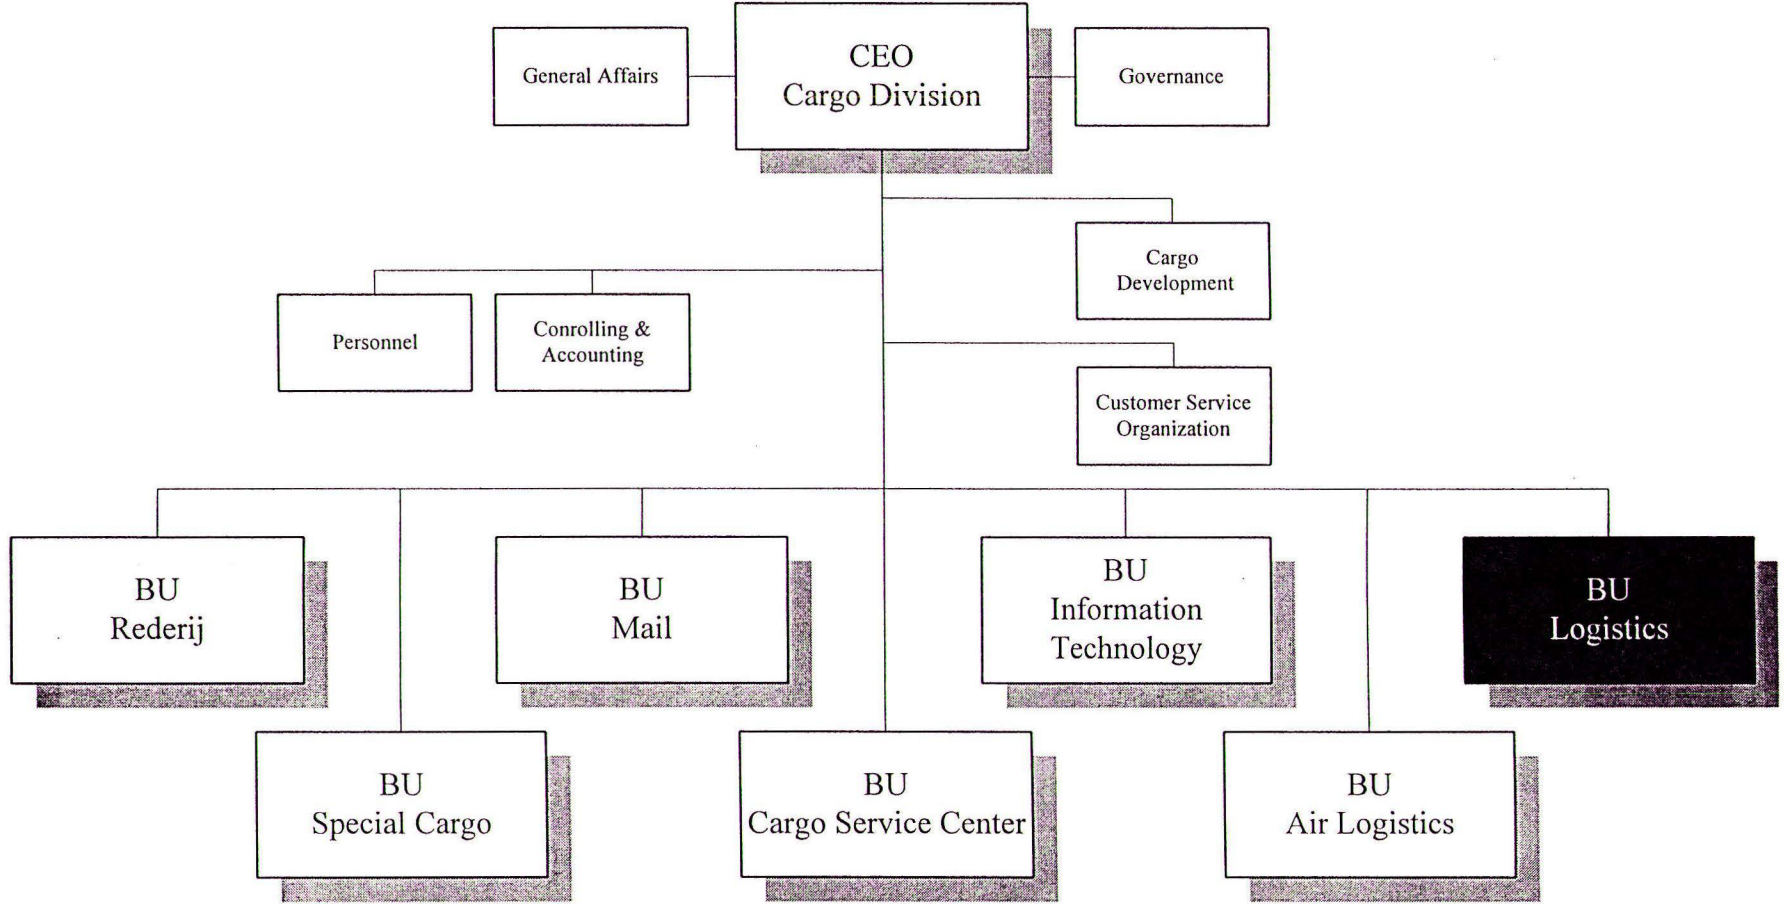 General Affairs
CEO
Cargo Division
Governance
Cargo
Development
Personnel
Conrolling &
Accounting
Customer Service
Organization
BU
Rederij
BU
Mail
BU
Information
Technology
BU
Logistics
BU
Special Cargo
BU
Cargo Service Center
BU
Air Logistics